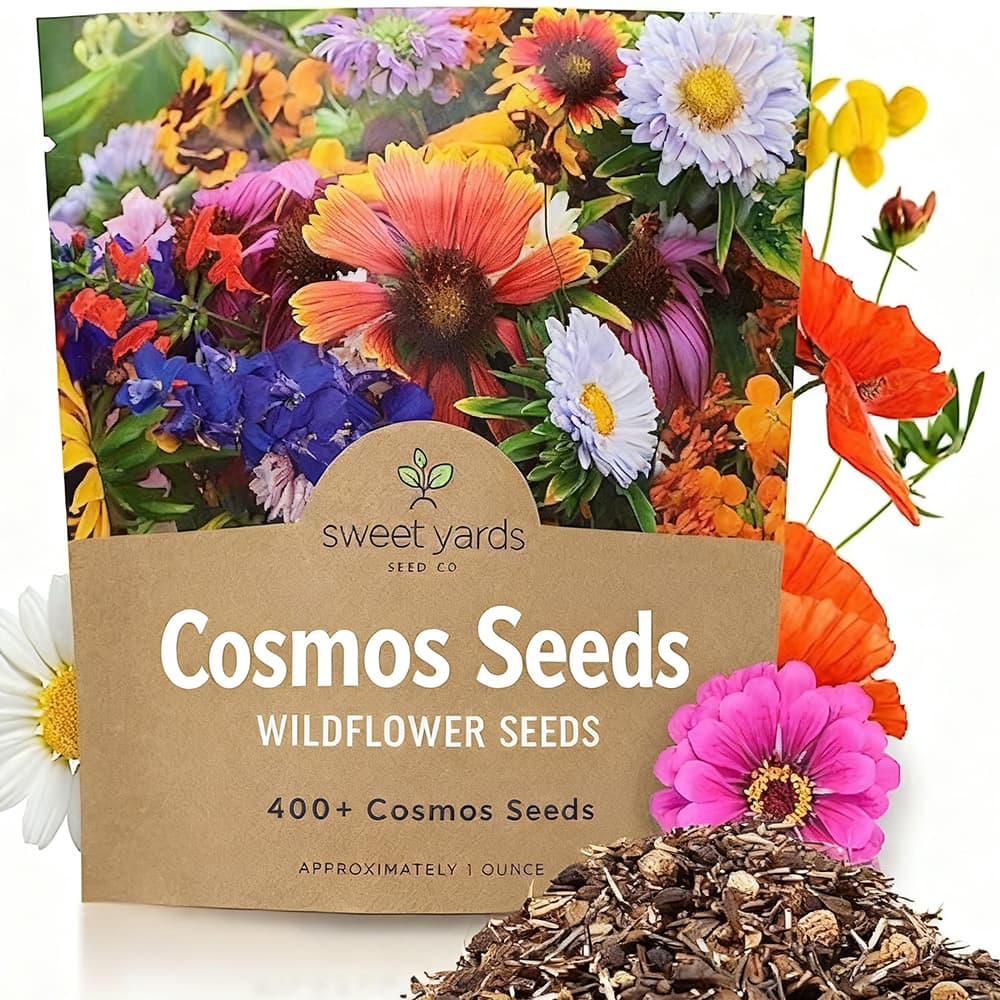 sweet yards
SEED CO
Cosmos Seeds
WILDFLOWER SEEDS
400+ Cosmos Seeds
APPROXIMATELY 1 OUNCE